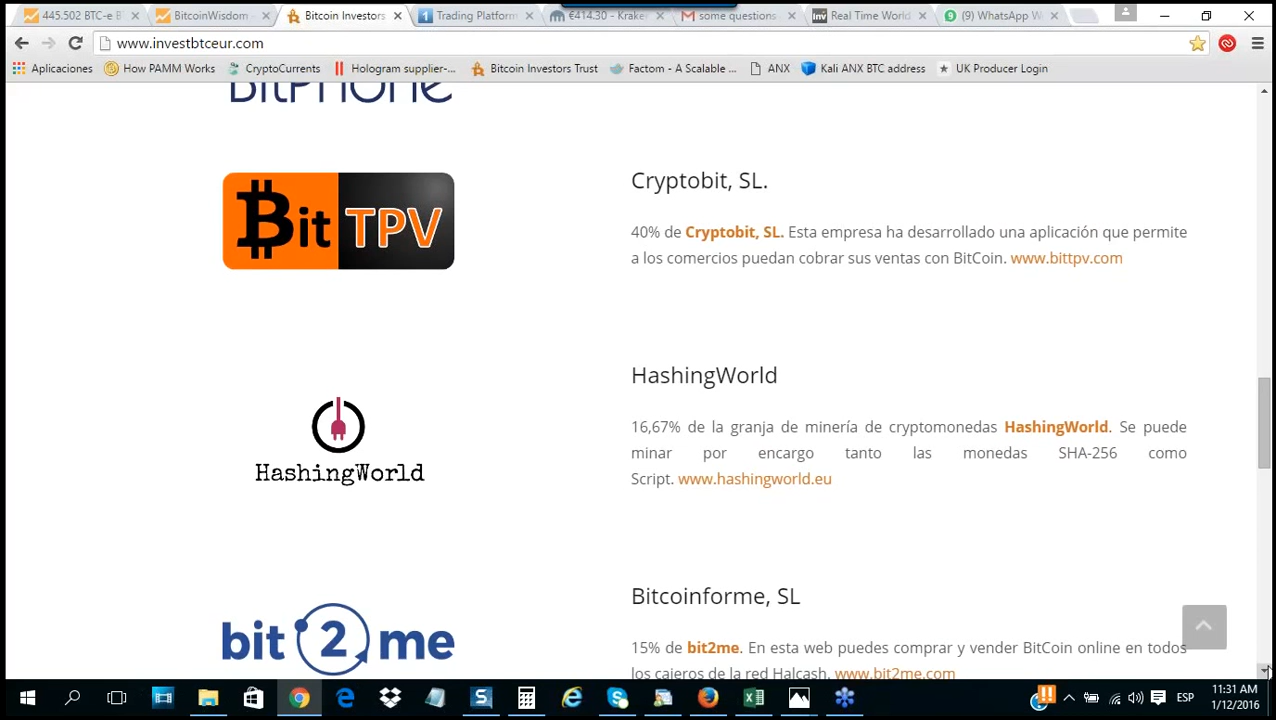 445.502 BTC-e B
BitcoinWisdom -
Bitcoin Investors
Trading Platform
€414.30 - Krake
some questions
Real Time World
(9) WhatsApp W
www.investbtceur.com
Aplicaciones
How PAMM Works
CryptoCurrents
Hologram supplier-...
Bitcoin Investors Trust
Factom - A Scalable ...
ANX
Kali ANX BTC address
UK Producer Login
BitPhone
Bit TPV
Cryptobit, SL.
40% de Cryptobit, SL. Esta empresa ha desarrollado una aplicación que permite
a los comercios puedan cobrar sus ventas con BitCoin. www.bittpv.com
HashingWorld
HashingWorld
16,67% de la granja de minería de cryptomonedas HashingWorld. Se puede
minar por encargo tanto las monedas SHA-256 como
Script. www.hashingworld.eu
bit 2 me
Bitcoinforme, SL
15% de bit2me. En esta web puedes comprar y vender BitCoin online en todos
los cajeros de la red Halcash. www.bit2me.com
ESP
11:31 AM
1/12/2016